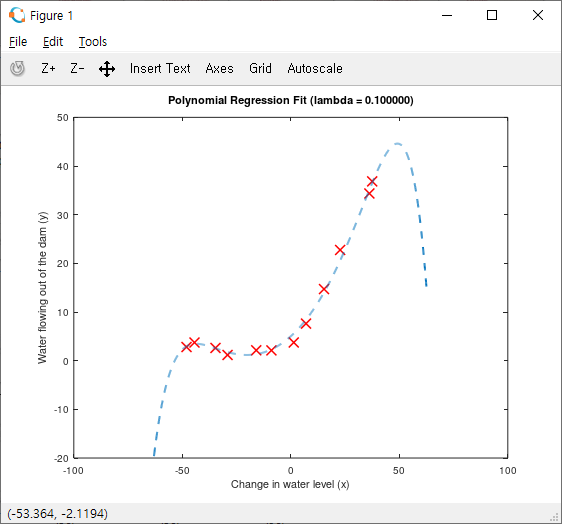 Figure 1
File Edit Tools
Z+ Z- Insert Text Axes Grid Autoscale
Polynomial Regression Fit (lambda = 0.100000)
50
40
30
20
10
0
-10
-20
Water flowing out of the dam (y)
-100 -50 0 50 100
Change in water level (x)
(-53.364, -2.1194)